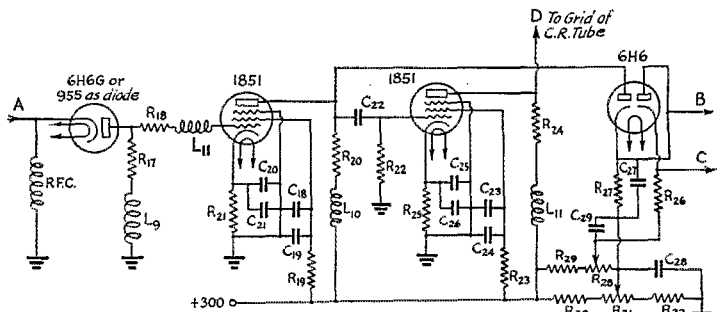 D To Grid of
C.R. Tube
6H6
6H6G or
955 as diode
1851
1851
A
R18
L11
R17
R.F.C.
L9
R21
C20
C21
C18
C19
R19
C22
R20
L10
R22
R25
C25
C26
C23
C24
R23
R24
L11
B
C
C27
R27
R26
C29
R29
R28
C28
+300